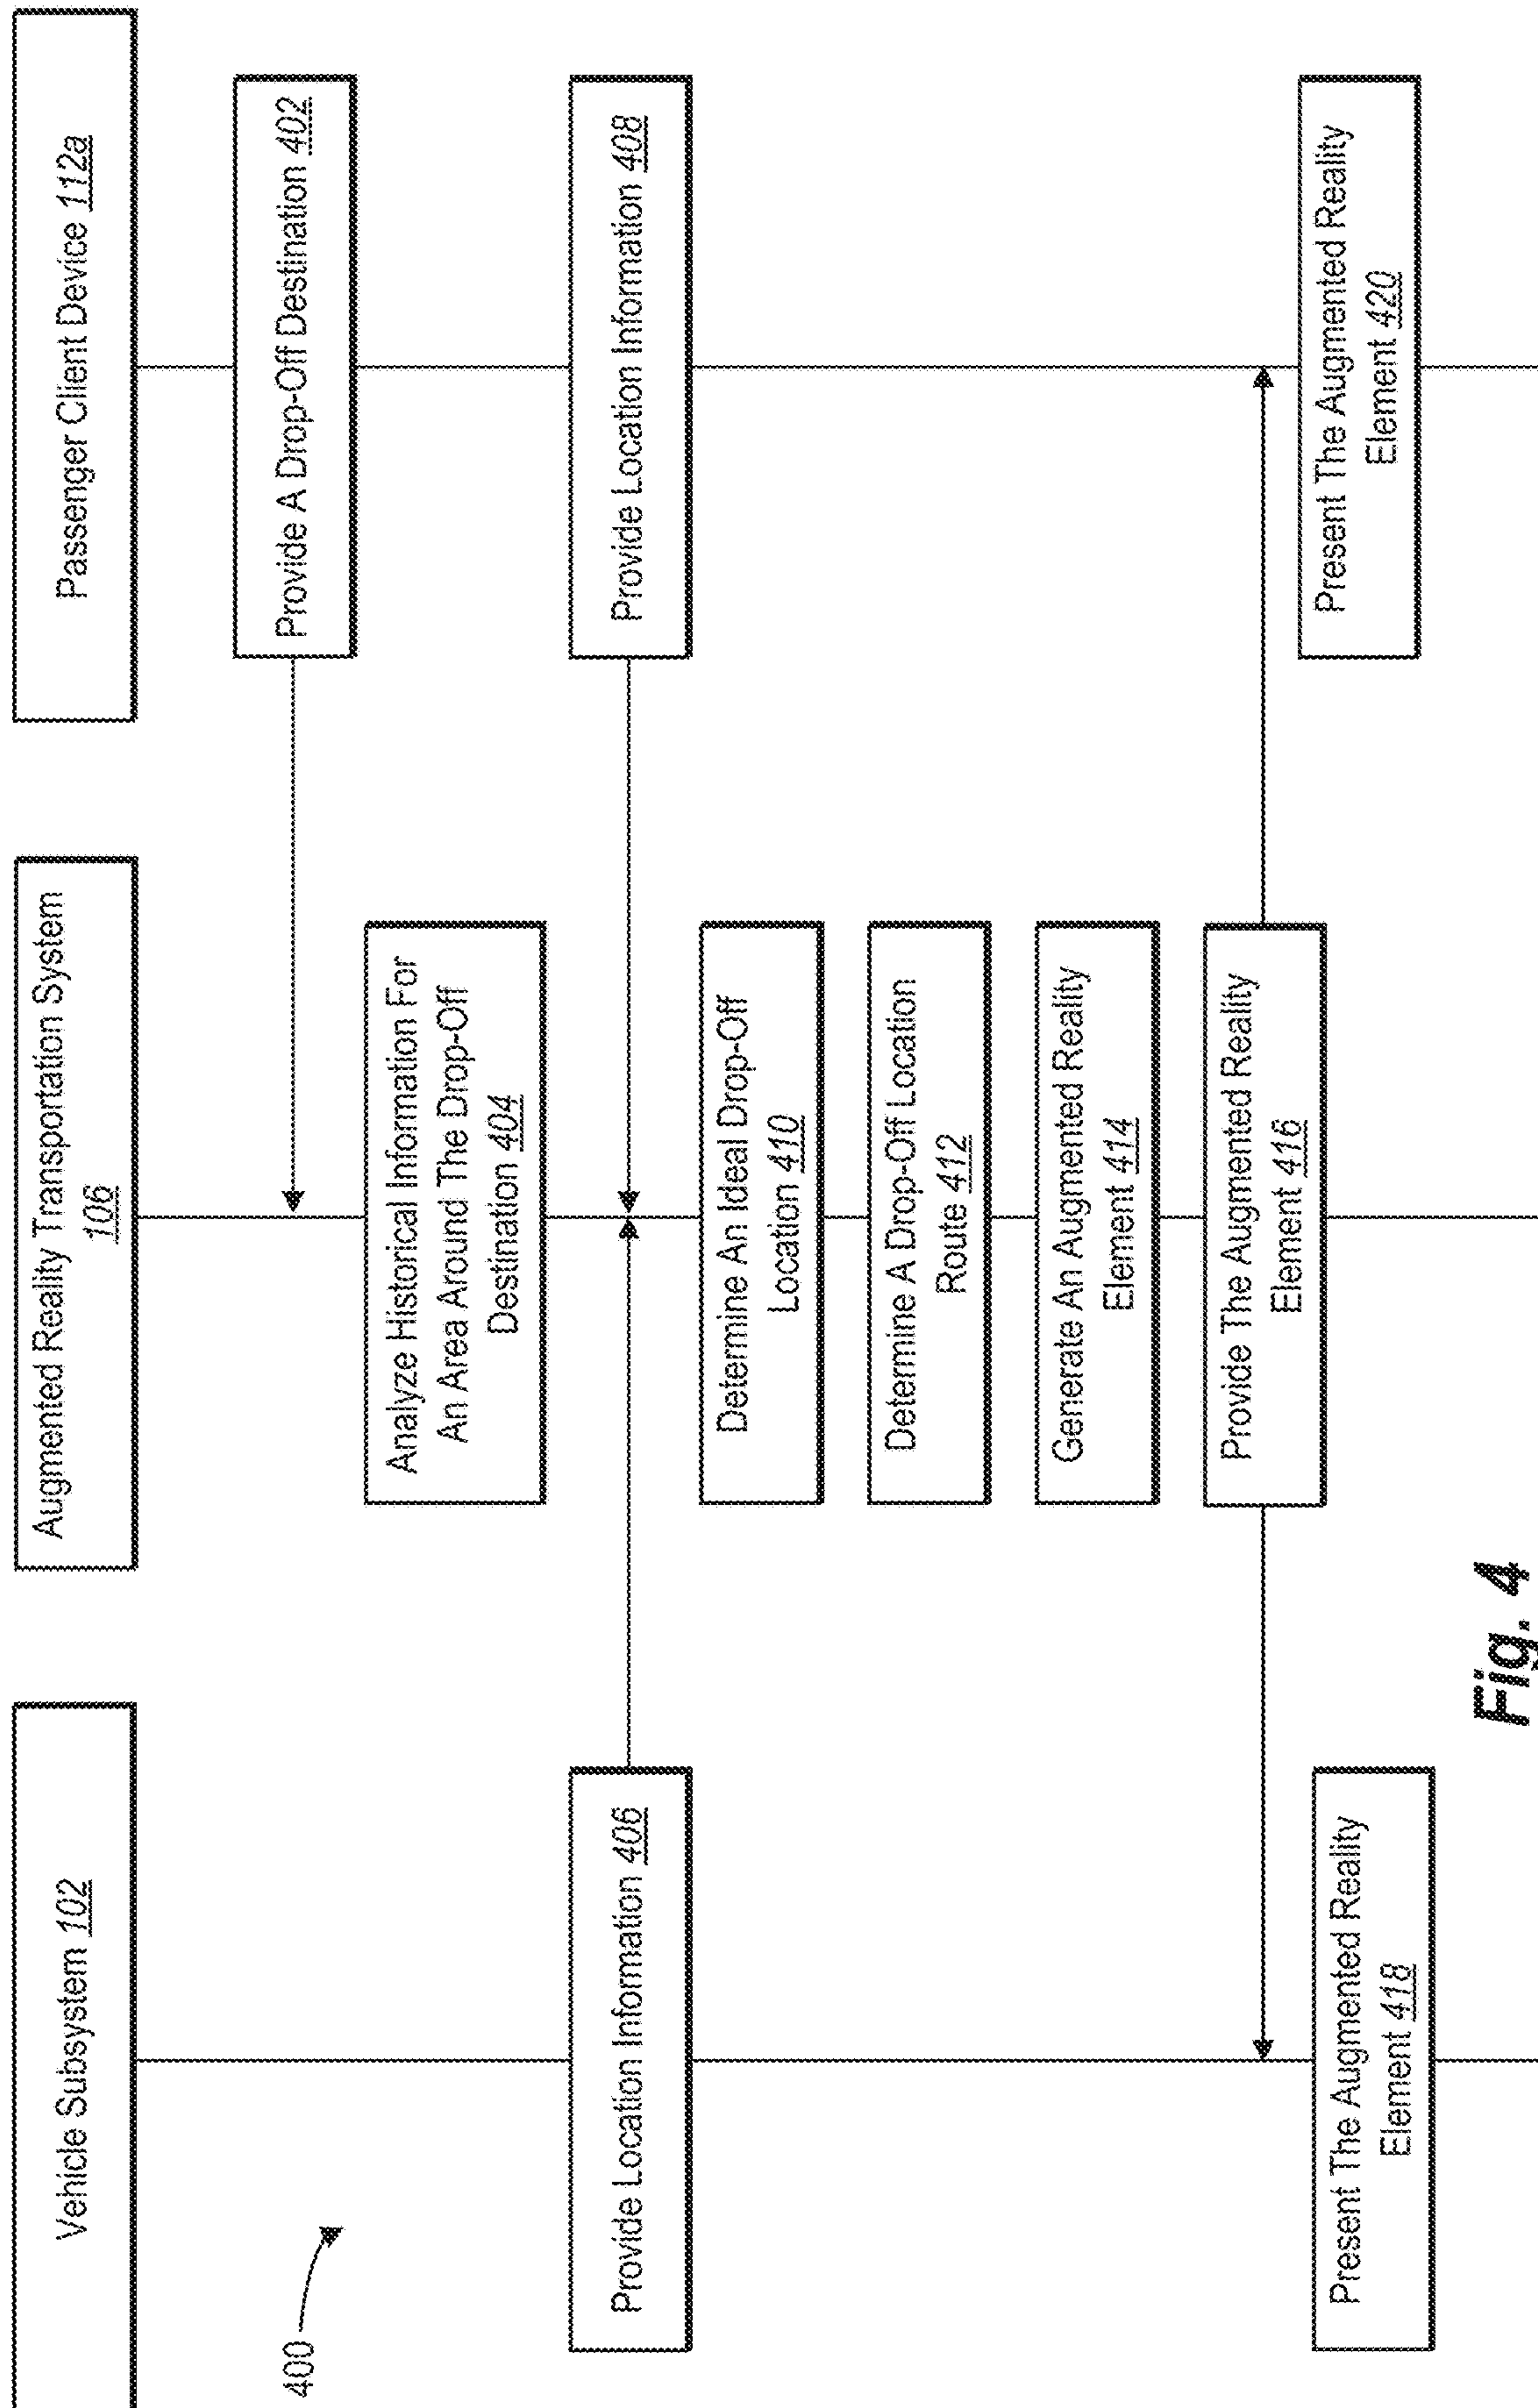 400
Vehicle Subsystem 102
Augmented Reality Transportation System
106
Passenger Client Device 112a
Provide A Drop-Off Destination 402
Analyze Historical Information For
An Area Around The Drop-Off
Destination 404
Provide Location Information 406
Provide Location Information 408
Determine An Ideal Drop-Off
Location 410
Determine A Drop-Off Location
Route 412
Generate An Augmented Reality
Element 414
Provide The Augmented Reality
Element 416
Present The Augmented Reality
Element 418
Present The Augmented Reality
Element 420
Fig. 4